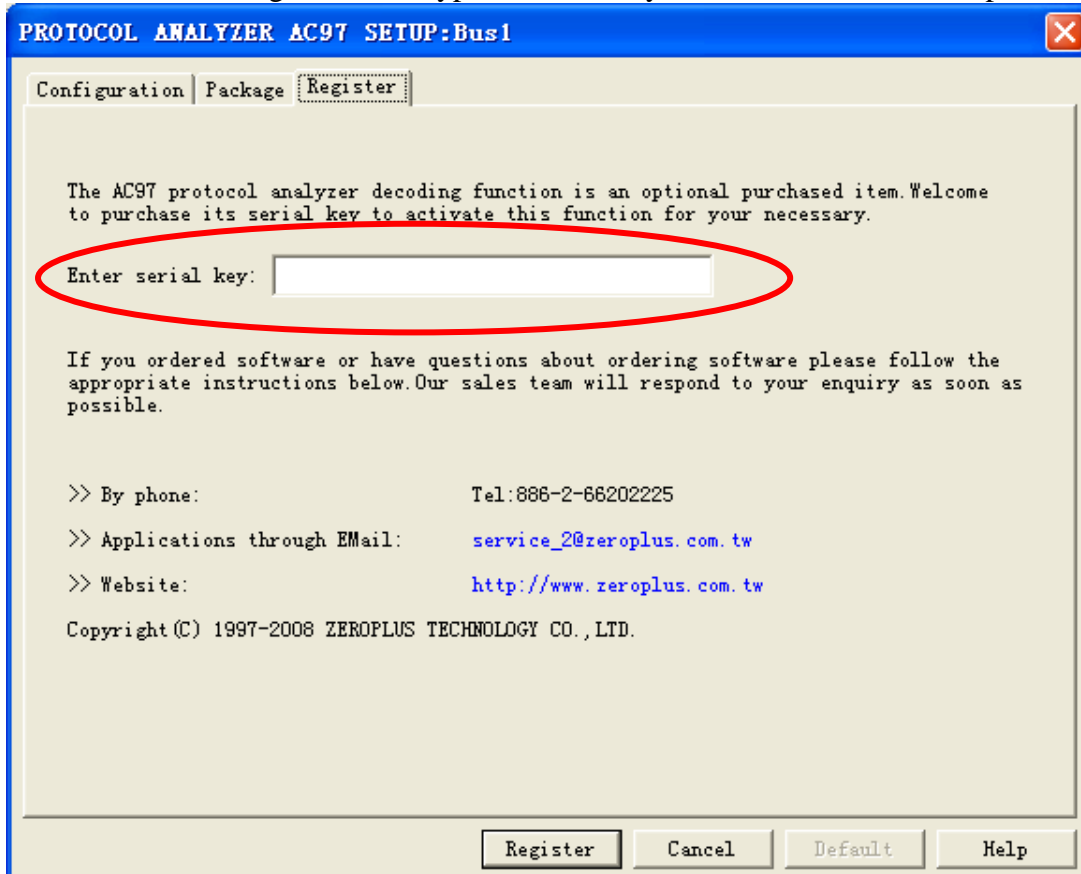 PROTOCOL ANALYZER AC97 SETUP:Bus1
Configuration Package Register
The AC97 protocol analyzer decoding function is an optional purchased item.Welcome
to purchase its serial key to activate this function for your necessary.
Enter serial key:
If you ordered software or have questions about ordering software please follow the
appropriate instructions below.Our sales team will respond to your enquiry as soon as
possible.
>> By phone: Tel:886-2-66202225
>> Applications through EMail: service_2@zeroplus.com.tw
>> Website: http://www.zeroplus.com.tw
Copyright(C) 1997-2008 ZEROPLUS TECHNOLOGY CO.,LTD.
Register Cancel Default Help